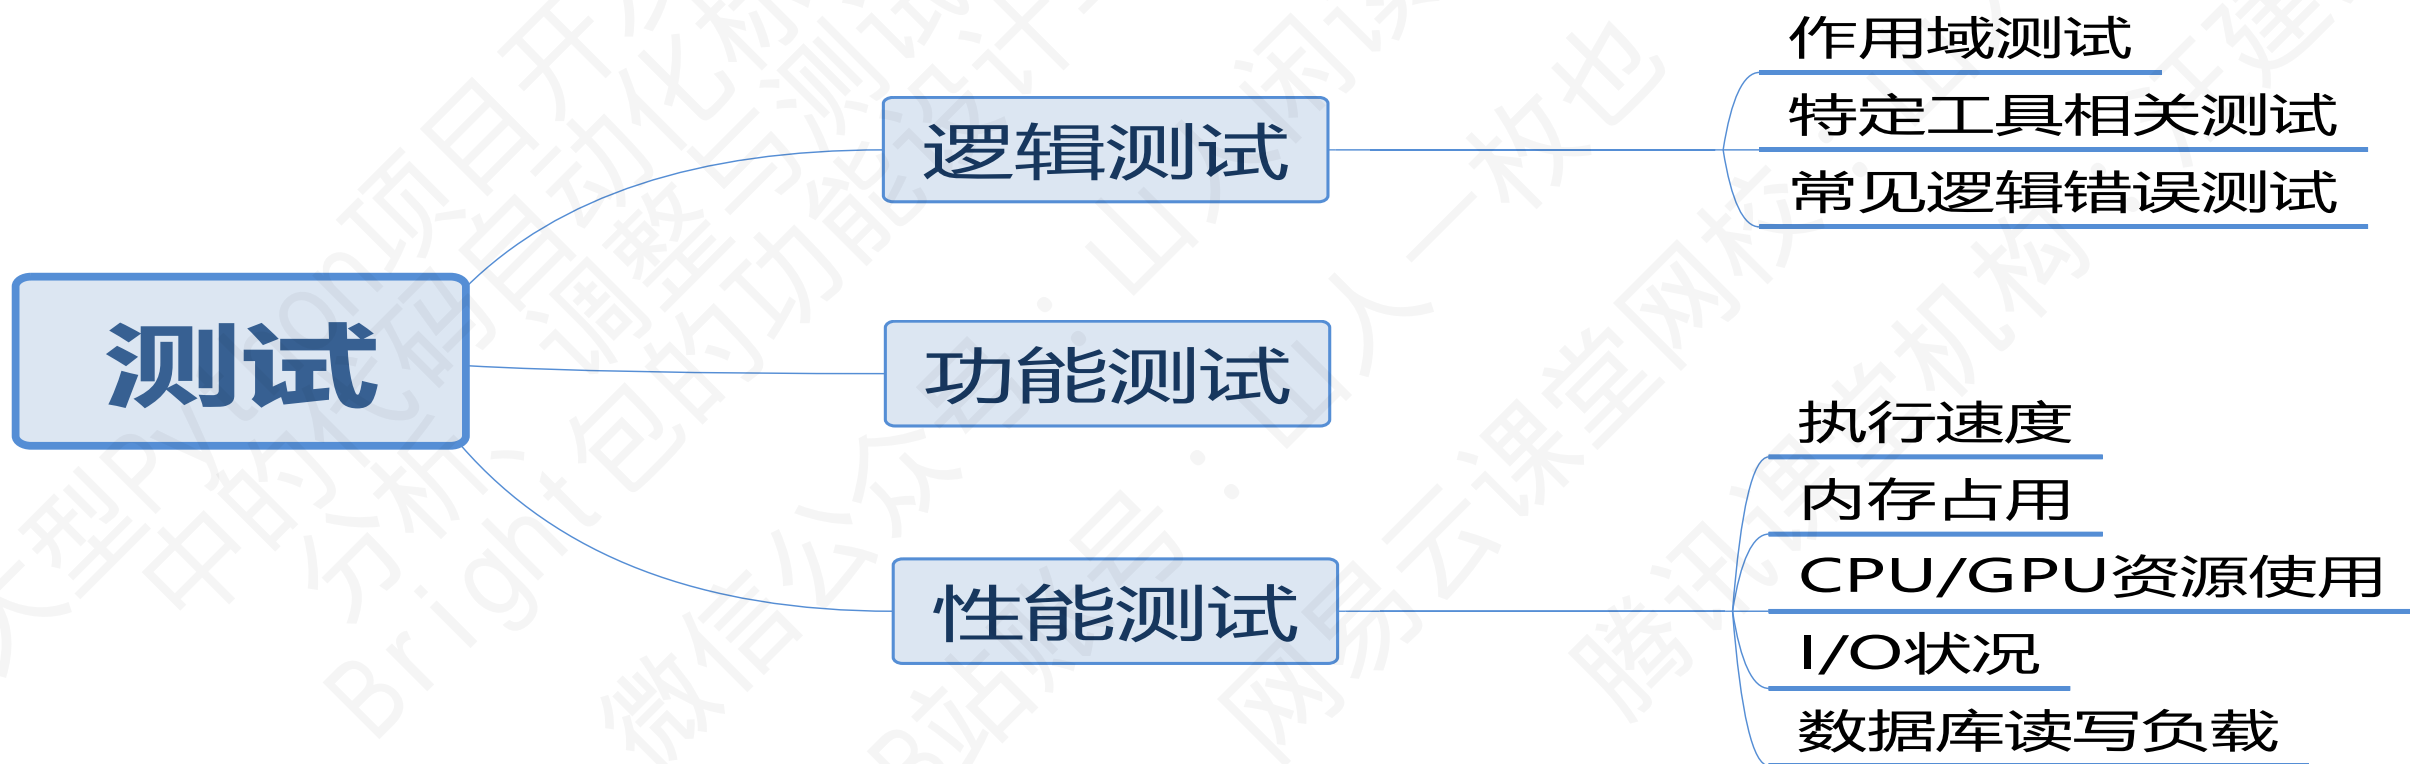 测试
逻辑测试
作用域测试
特定工具相关测试
常见逻辑错误测试
功能测试
性能测试
执行速度
内存占用
CPU/GPU资源使用
I/O状况
数据库读写负载